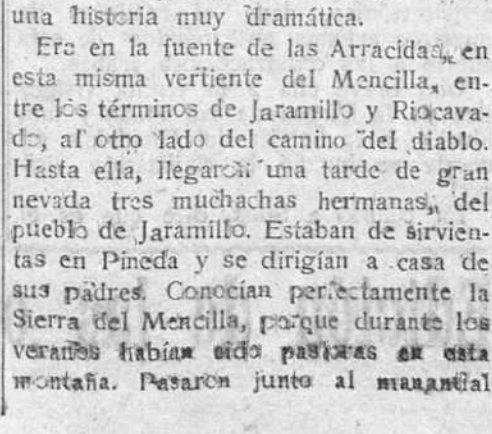 una historia muy dramática.
Era en la fuente de las Arracidas, en
esta misma vertiente del Mencilla, en-
tre los términos de Jaramillo y Riocava-
do, al otro lado del camino del diablo.
Hasta ella, llegaron una tarde de gran
nevada tres muchachas hermanas, del
pueblo de Jaramillo. Estaban de sirvien-
tas en Pineda y se dirigían a casa de
sus padres. Conocían perfectamente la
Sierra del Mencilla, porque durante los
veranos habían sido pastoras en esta
montaña. Pasaron junto al manantial